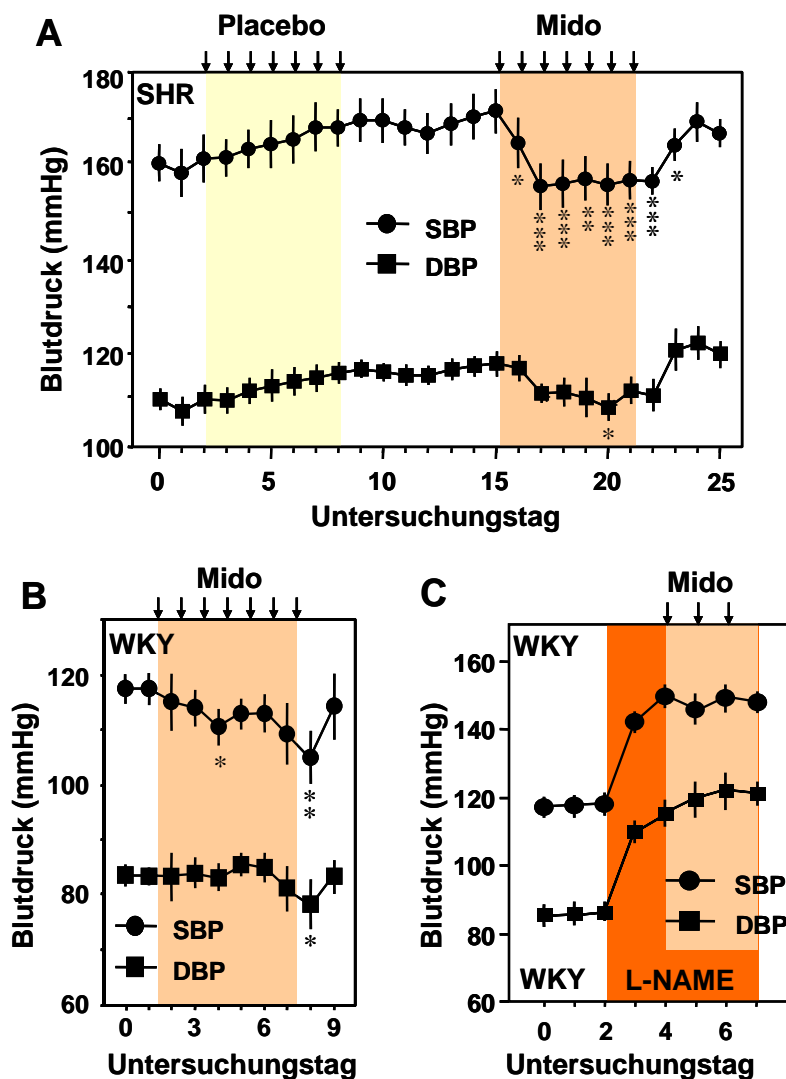 A
Placebo
Mido
SHR
SBP
DBP
Blutdruck (mmHg)
180
160
140
120
100
*
***
***
**
***
***
***
*
*
0
5
10
15
20
25
Untersuchungstag
B
Mido
WKY
Blutdruck (mmHg)
120
100
80
60
*
**
*
SBP
DBP
0
3
6
9
Untersuchungstag
C
Mido
WKY
Blutdruck (mmHg)
160
140
120
100
80
60
SBP
DBP
WKY
L-NAME
0
2
4
6
Untersuchungstag